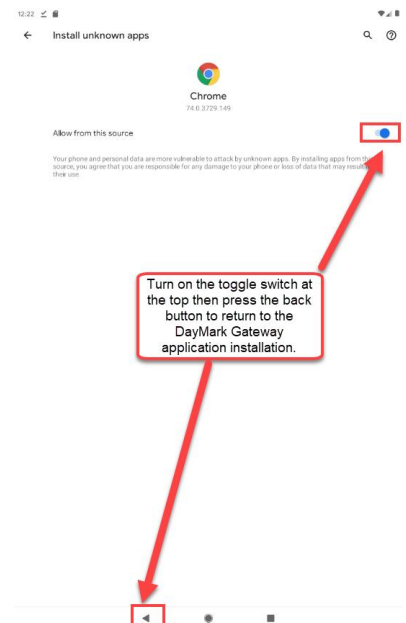 12:22
Install unknown apps
Chrome
74.0.3729.149
Allow from this source
Your phone and personal data are more vulnerable to attack by unknown apps. By installing apps from this
source, you agree that you are responsible for any damage to your phone or loss of data that may result
their use.
Turn on the toggle switch at
the top then press the back
button to return to the
DayMark Gateway
application installation.